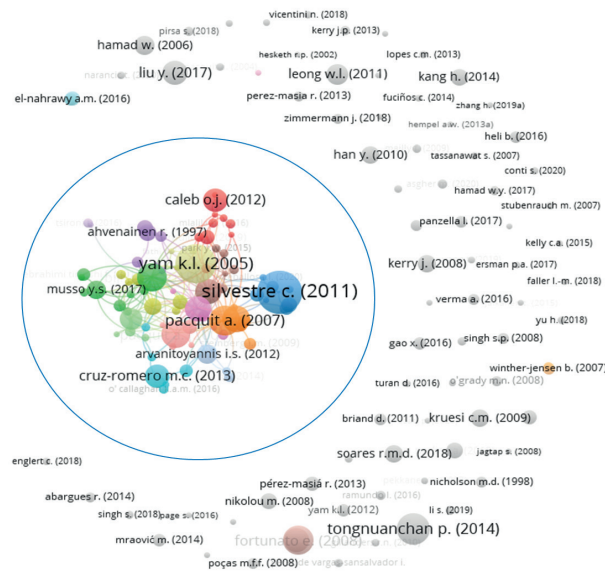 vicentini n. (2018)
pirsa s. (2018)
kerry j.p. (2013)
hamad w. (2006)
hesketh r.p. (2002)
lopes c.m. (2013)
liu y. (2017)
leong w.l. (2011)
kang h. (2014)
el-nahrawy a.m. (2016)
perez-masia r. (2013)
fuciños c. (2014)
zhang h. (2019a)
zimmermann j. (2018)
hempel a.w. (2013a)
heli b. (2016)
han y. (2010)
tassanawat s. (2007)
conti s. (2020)
hamad w.y. (2017)
stubenrauch m. (2007)
caleb o.j. (2012)
panzella l. (2017)
ahvenainen r. (1997)
kelly c.a. (2015)
yam k.l. (2005)
kerry j. (2008)
ersman p.a. (2017)
faller l.-m. (2018)
musso y.s. (2017)
silvestre c. (2011)
verma a. (2016)
yu h. (2018)
pacquit a. (2007)
singh s.p. (2008)
gao x. (2016)
arvanitoyannis i.s. (2012)
winther-jensen b. (2007)
cruz-romero m.c. (2013)
turan d. (2016)
o'grady m.n. (2008)
briand d. (2011)
kruesi c.m. (2009)
soares r.m.d. (2018)
jagtap s. (2008)
englert c. (2018)
pérez-masiá r. (2013)
nicholson m.d. (1998)
abargues r. (2014)
nikolou m. (2008)
ramund l. (2016)
yam k.l. (2012)
li s. (2019)
singh s. (2018)
page s. (2016)
tongnuanchan p. (2014)
mraović m. (2014)
fortunato e. (2008)
poças m.f.f. (2008)
de vargas-sansalvador i.